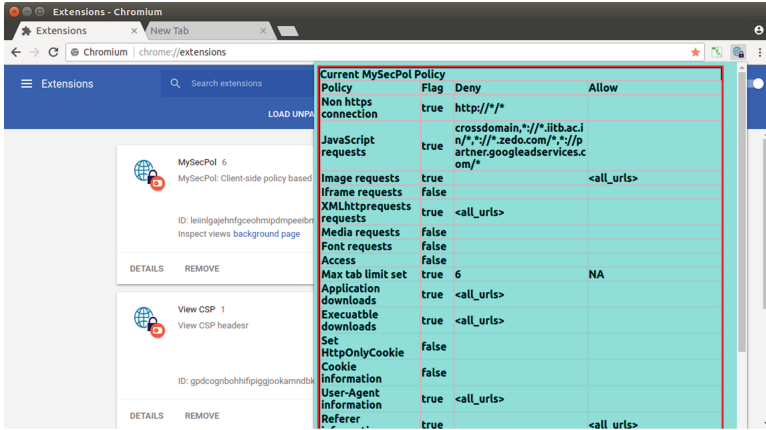 Extensions - Chromium
Extensions
New Tab
Chromium | chrome://extensions
Extensions
Search extensions
LOAD UNPA
MySecPol 6
MySecPol: Client-side policy based
ID: leiinlgajehnfgceohmipdmpeeibm
Inspect views background page
DETAILS REMOVE
View CSP 1
View CSP headesr
ID: gpdcognbohhifipiggjookamndbk
DETAILS REMOVE
Current MySecPol Policy
Policy Flag Deny Allow
Non https
connection true http://*/*
JavaScript
requests true crossdomain,*://*.iitb.ac.i
n/*,*://*.zedo.com/*,*://p
artner.googleadservices.c
om/*
Image requests true <all_urls>
Iframe requests false
XMLhttprequests
requests true <all_urls>
Media requests false
Font requests false
Access false
Max tab limit set true 6 NA
Application
downloads true <all_urls>
Execuatble
downloads true <all_urls>
Set
HttpOnlyCookie false
Cookie
information false
User-Agent
information true <all_urls>
Referer
true <all_urls>